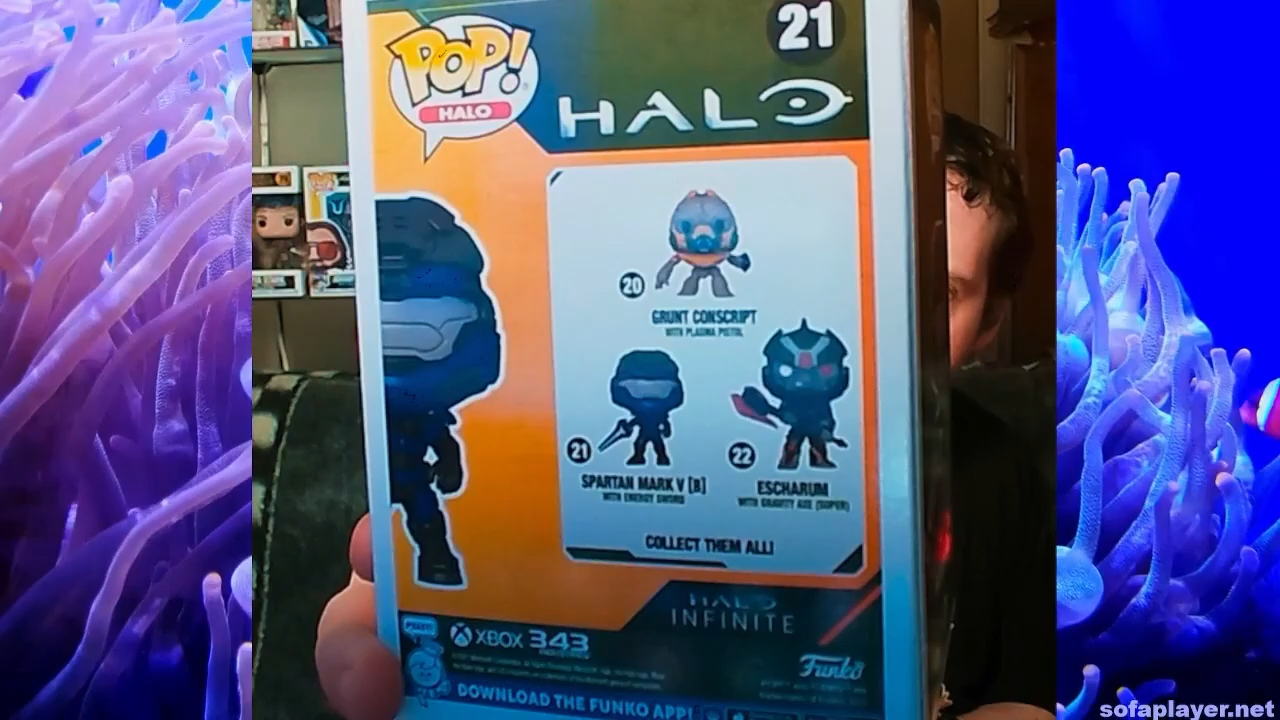 POP!
HALO
21
HALO
20
GRUNT CONSCRIPT
WITH PLASMA PISTOL
21
SPARTAN MARK V [B]
WITH ENERGY SWORD
22
ESCHARUM
WITH GRAVITY AXE (SUPER)
COLLECT THEM ALL!
HALO
INFINITE
XBOX 343
Funko
DOWNLOAD THE FUNKO APP!
sofaplayer.net